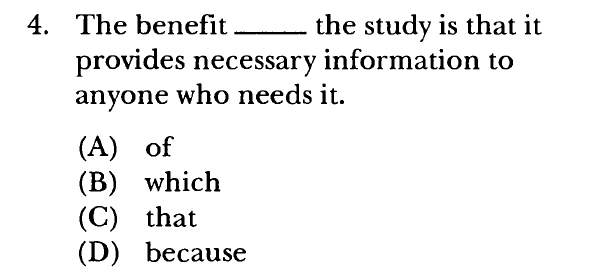 4. The benefit ______ the study is that it
provides necessary information to
anyone who needs it.
(A) of
(B) which
(C) that
(D) because